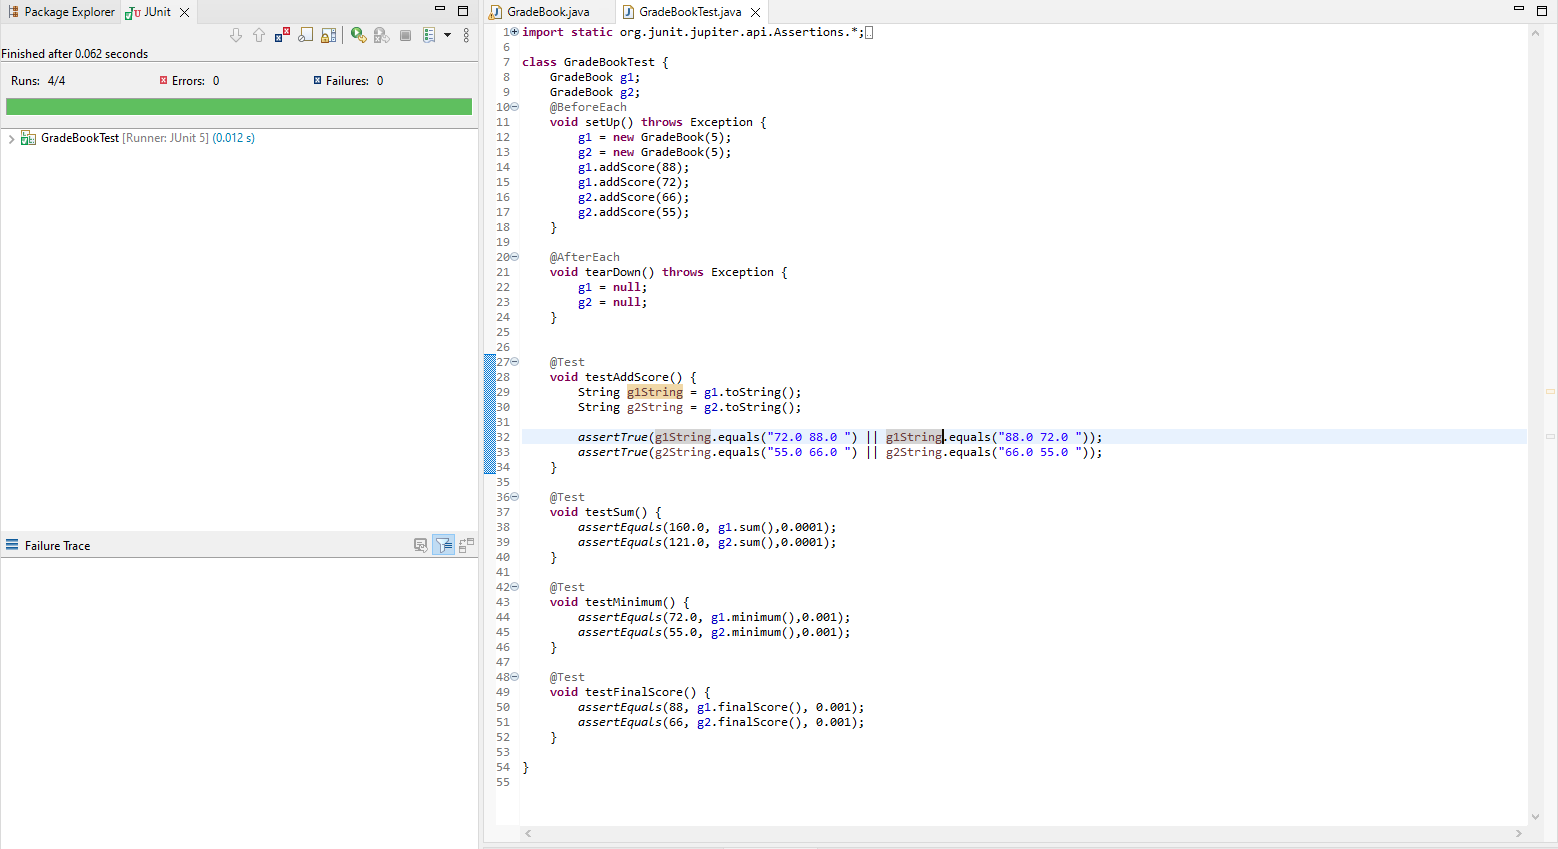 Package Explorer JUnit
Finished after 0.062 seconds
Runs: 4/4 Errors: 0 Failures: 0
GradeBookTest [Runner: JUnit 5] (0.012 s)
Failure Trace
GradeBook.java GradeBookTest.java
1 import static org.junit.jupiter.api.Assertions.*;
6
7 class GradeBookTest {
8 GradeBook g1;
9 GradeBook g2;
10 @BeforeEach
11 void setUp() throws Exception {
12 g1 = new GradeBook(5);
13 g2 = new GradeBook(5);
14 g1.addScore(88);
15 g1.addScore(72);
16 g2.addScore(66);
17 g2.addScore(55);
18 }
19
20 @AfterEach
21 void tearDown() throws Exception {
22 g1 = null;
23 g2 = null;
24 }
25
26
27 @Test
28 void testAddScore() {
29 String g1String = g1.toString();
30 String g2String = g2.toString();
31
32 assertTrue(g1String.equals("72.0 88.0 ") || g1String.equals("88.0 72.0 "));
33 assertTrue(g2String.equals("55.0 66.0 ") || g2String.equals("66.0 55.0 "));
34 }
35
36 @Test
37 void testSum() {
38 assertEquals(160.0, g1.sum(),0.0001);
39 assertEquals(121.0, g2.sum(),0.0001);
40 }
41
42 @Test
43 void testMinimum() {
44 assertEquals(72.0, g1.minimum(),0.001);
45 assertEquals(55.0, g2.minimum(),0.001);
46 }
47
48 @Test
49 void testFinalScore() {
50 assertEquals(88, g1.finalScore(), 0.001);
51 assertEquals(66, g2.finalScore(), 0.001);
52 }
53
54 }
55